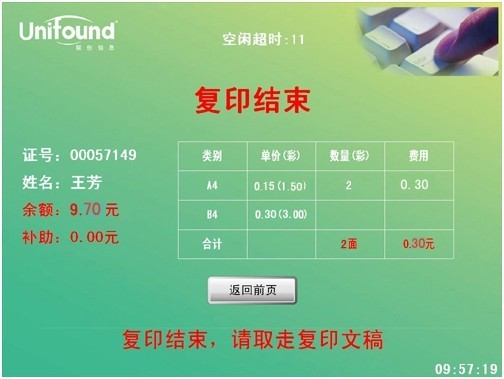 Unifound
联创信息
空闲超时:11
复印结束
证号: 00057149
姓名: 王芳
余额: 9.70 元
补助: 0.00元
类别 单价(彩) 数量(彩) 费用
A4 0.15(1.50) 2 0.30
B4 0.30(3.00)
合计 2面 0.30元
返回前页
复印结束，请取走复印文稿
09:57:19